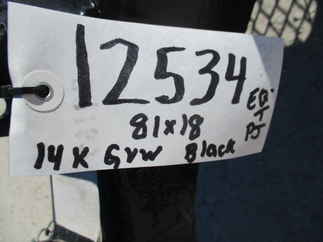 12534
81x18
14K Gvw Black
EQ
T
PJ